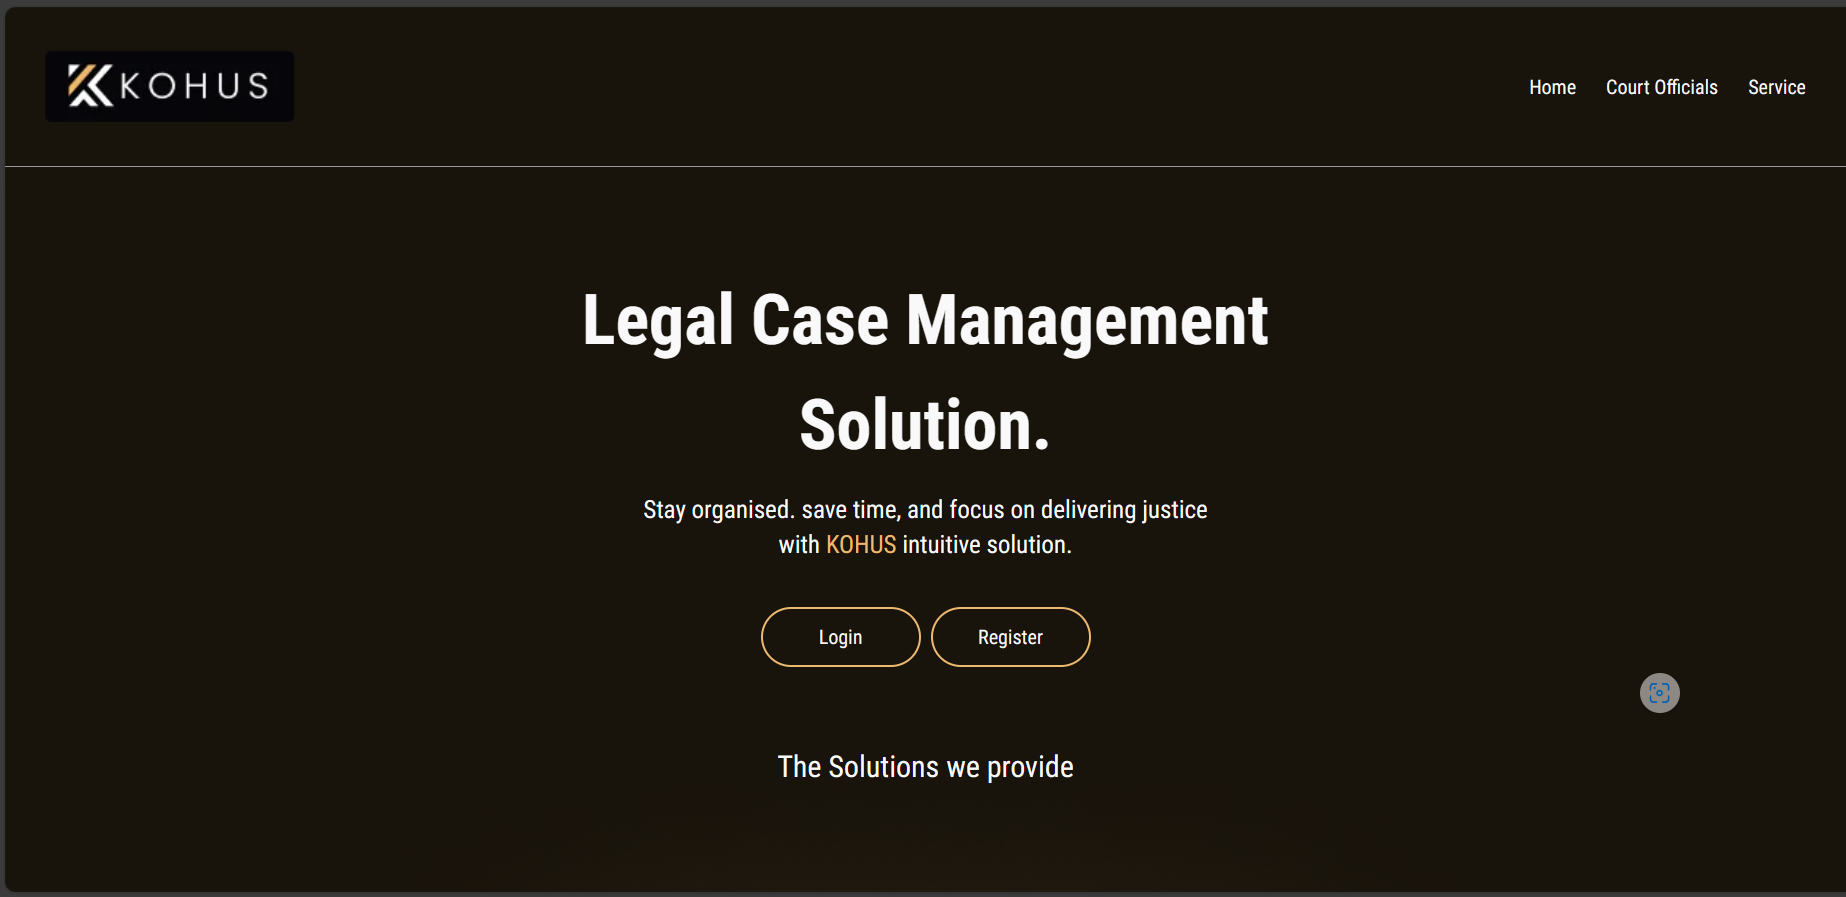 KOHUS
Home Court Officials Service
Legal Case Management
Solution.
Stay organised. save time, and focus on delivering justice
with KOHUS intuitive solution.
Login Register
The Solutions we provide